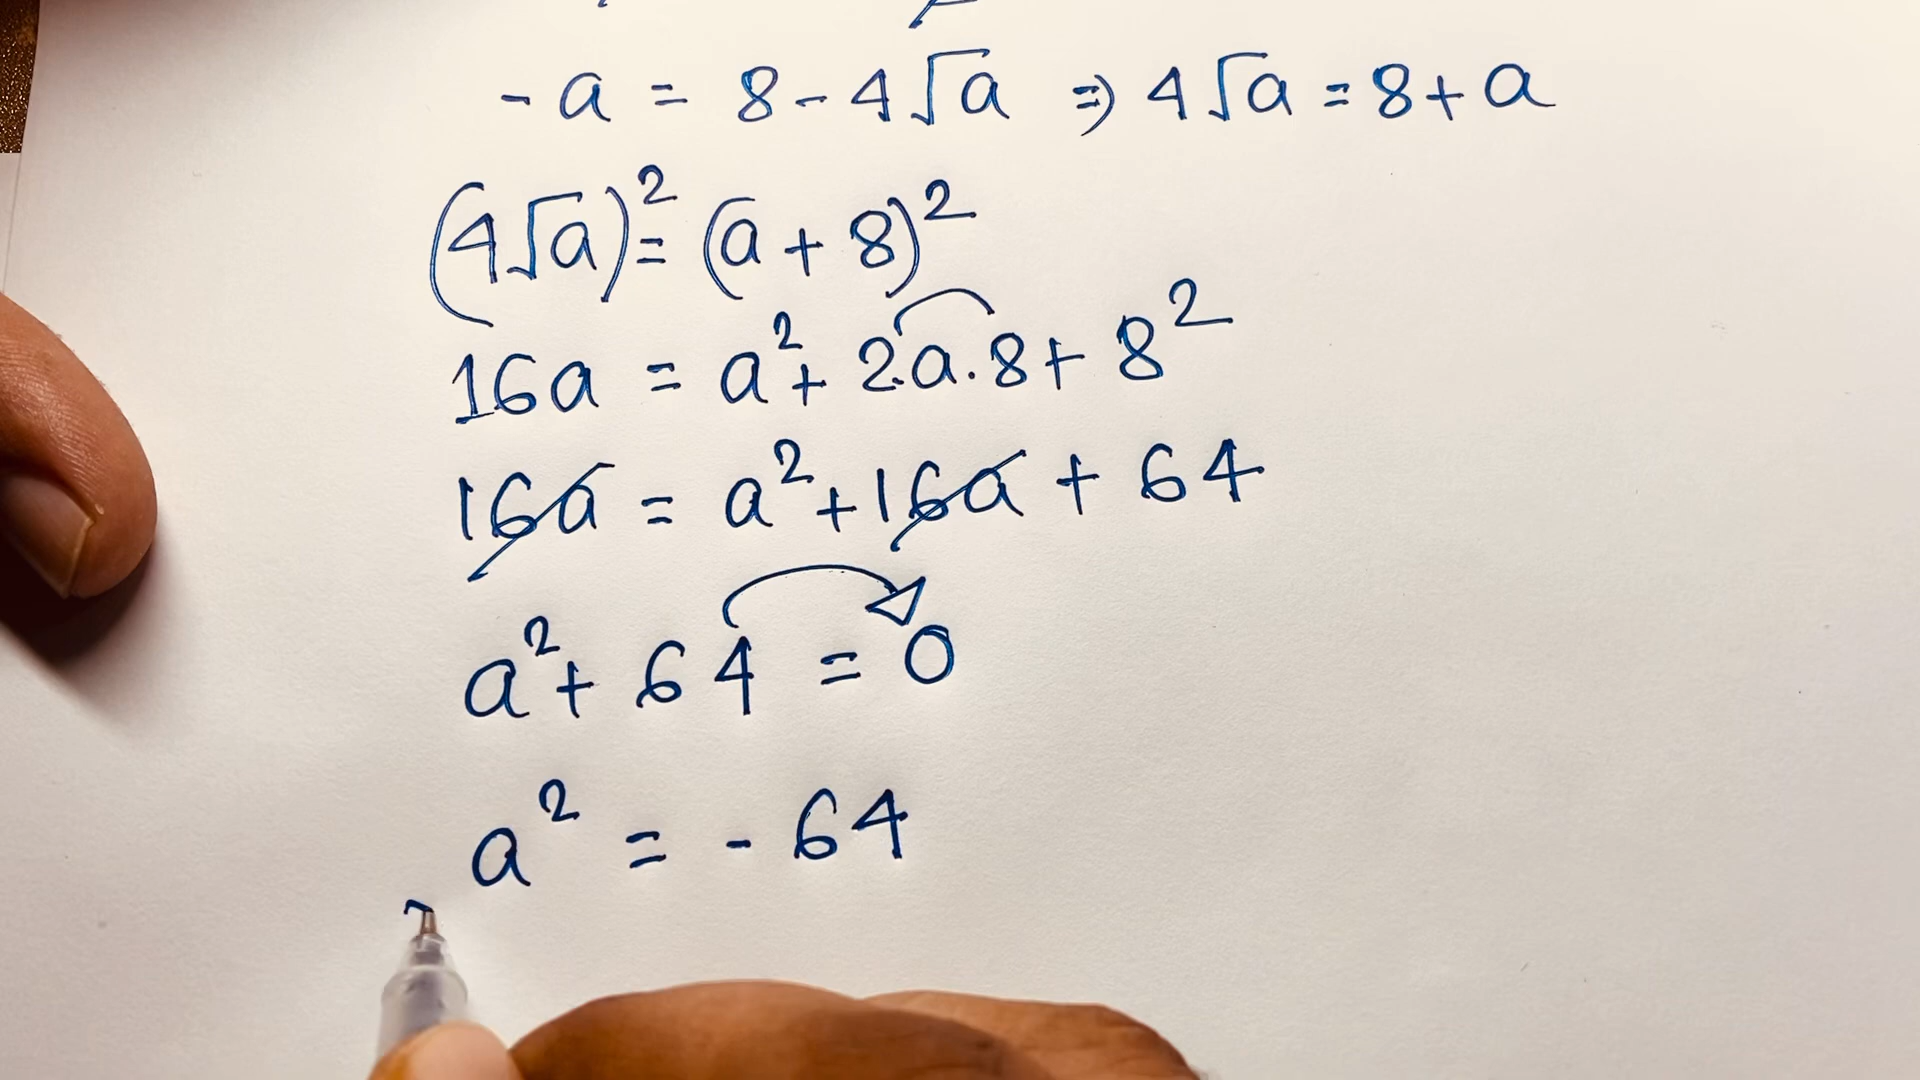 -a = 8-4√a ⇒ 4√a = 8+a
(4√a)² = (a+8)²
16a = a² + 2.a.8 + 8²
16a = a² + 16a + 64
a² + 64 = 0
a² = -64